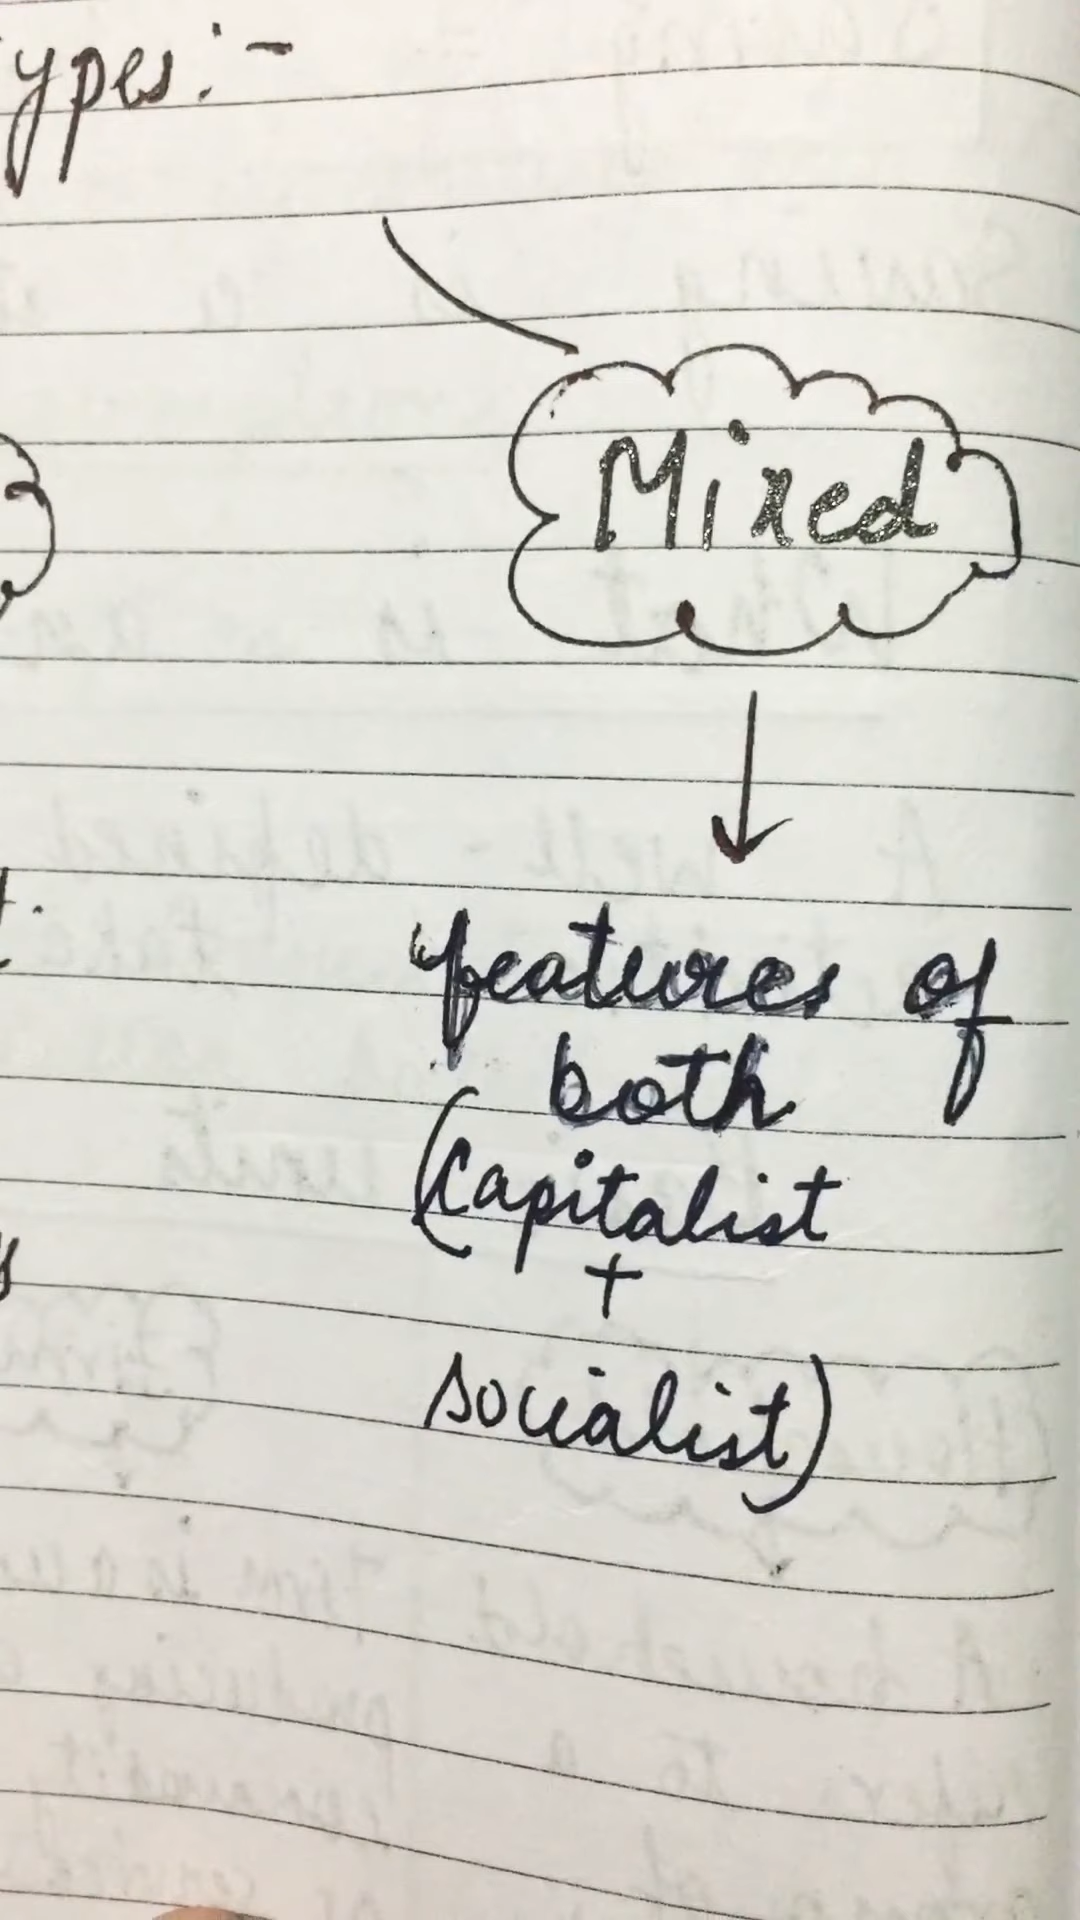 ypes:-
Mixed
features of
both
(capitalist
+
socialist)